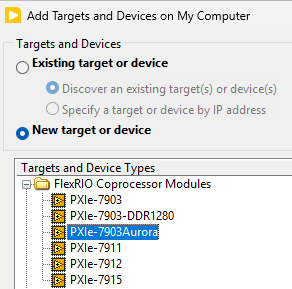 Add Targets and Devices on My Computer
Targets and Devices
Existing target or device
Discover an existing target(s) or device(s)
Specify a target or device by IP address
New target or device
Targets and Device Types
FlexRIO Coprocessor Modules
PXIe-7903
PXIe-7903-DDR1280
PXIe-7903Aurora
PXIe-7911
PXIe-7912
PXIe-7915